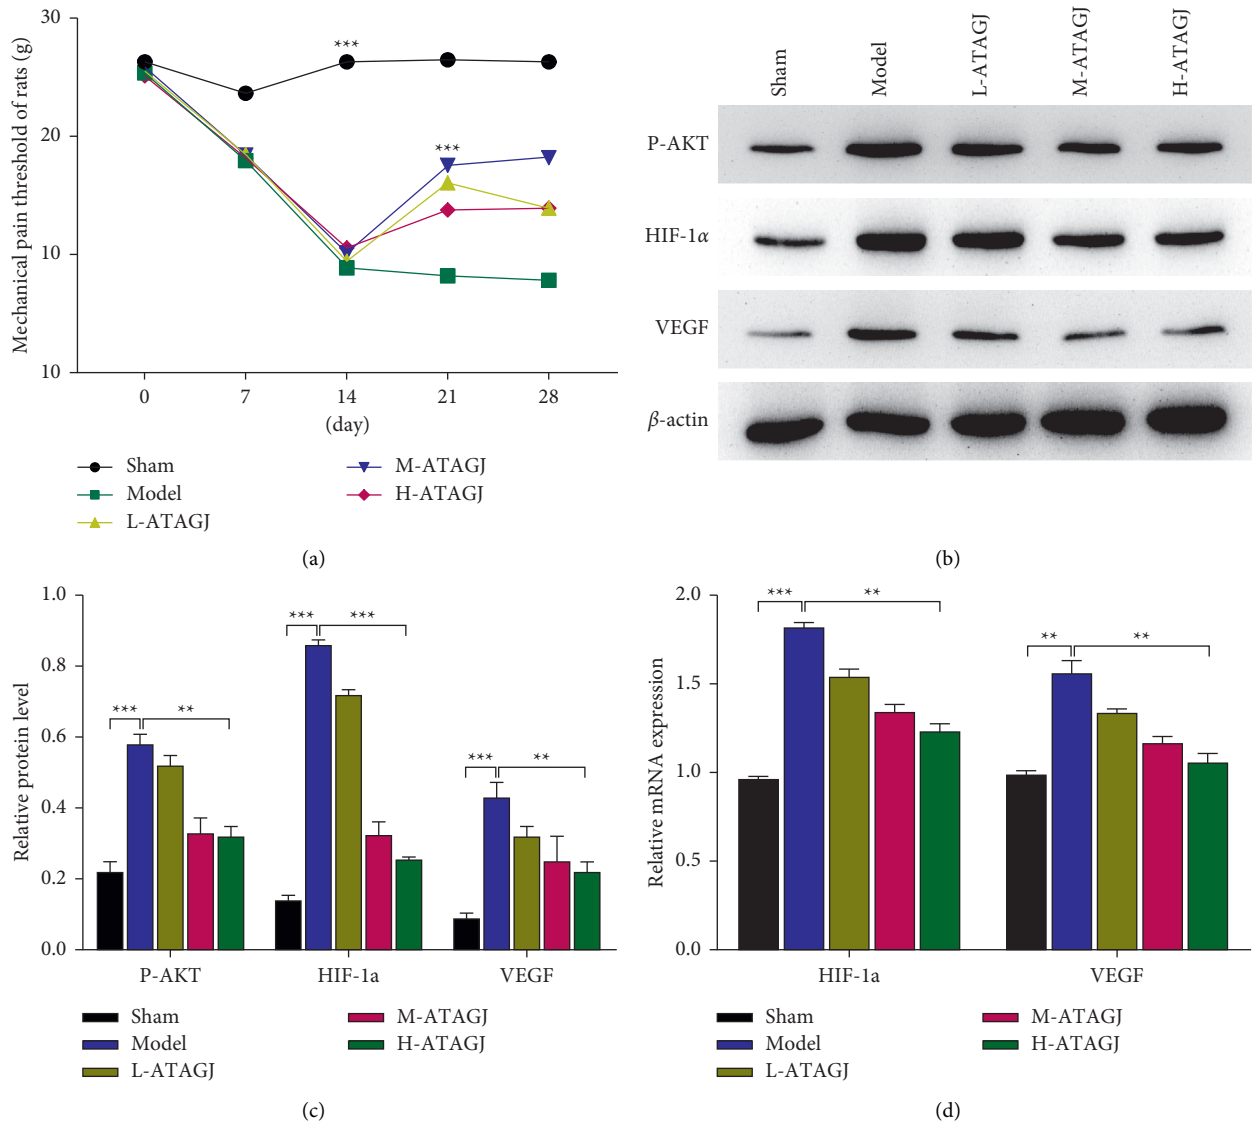 Mechanical pain threshold of rats (g)
30
20
10
10
***
***
0 7 14 21 28
(day)
Sham
Model
L-ATAGJ
M-ATAGJ
H-ATAGJ
(a)
Sham
Model
L-ATAGJ
M-ATAGJ
H-ATAGJ
P-AKT
HIF-1α
VEGF
β-actin
(b)
Relative protein level
1.0
0.8
0.6
0.4
0.2
0.0
*** **
*** ***
*** **
P-AKT HIF-1a VEGF
Sham
Model
L-ATAGJ
M-ATAGJ
H-ATAGJ
(c)
Relative mRNA expression
2.0
1.5
1.0
0.5
0.0
*** **
** **
HIF-1a VEGF
Sham
Model
L-ATAGJ
M-ATAGJ
H-ATAGJ
(d)